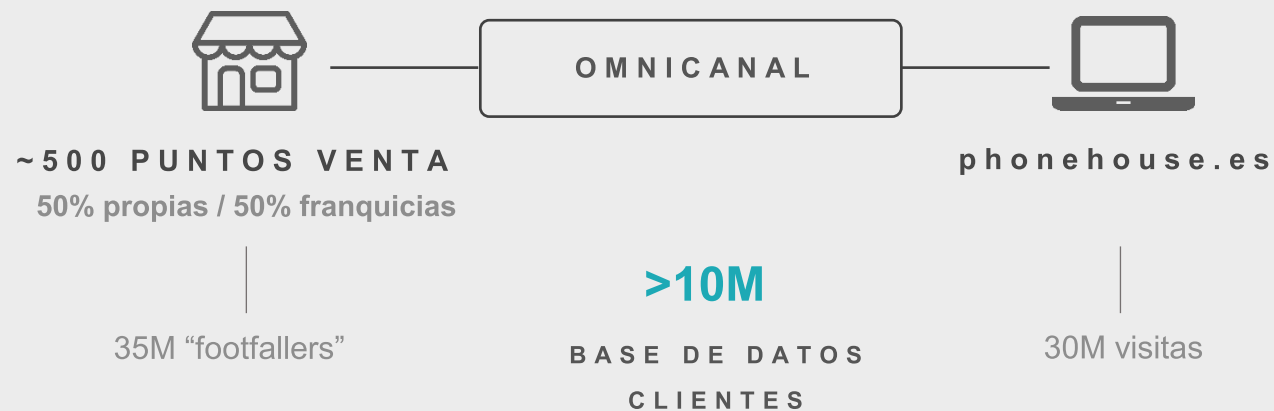 OMNICANAL
~500 PUNTOS VENTA
50% propias / 50% franquicias
35M “footfallers”
>10M
BASE DE DATOS
CLIENTES
phonehouse.es
30M visitas